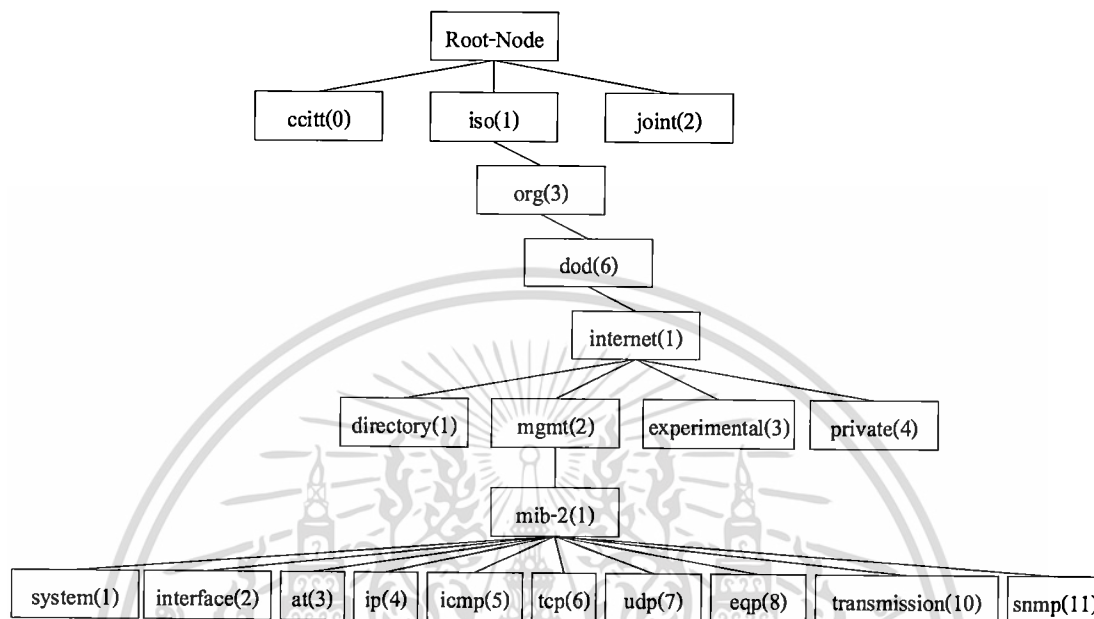 Root-Node
ccitt(0) iso(1) joint(2)
org(3)
dod(6)
internet(1)
directory(1) mgmt(2) experimental(3) private(4)
mib-2(1)
system(1) interface(2) at(3) ip(4) icmp(5) tcp(6) udp(7) eqp(8) transmission(10) snmp(11)